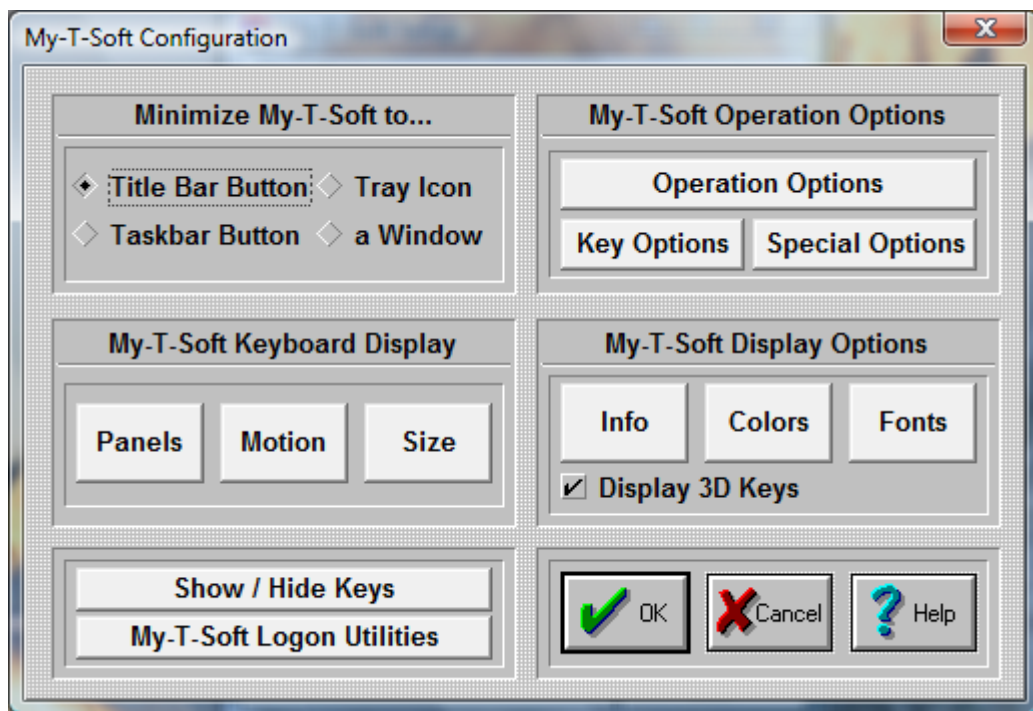 My-T-Soft Configuration
Minimize My-T-Soft to...
Title Bar Button
Tray Icon
Taskbar Button
a Window
My-T-Soft Operation Options
Operation Options
Key Options
Special Options
My-T-Soft Keyboard Display
Panels
Motion
Size
My-T-Soft Display Options
Info
Colors
Fonts
Display 3D Keys
Show / Hide Keys
My-T-Soft Logon Utilities
OK
Cancel
Help